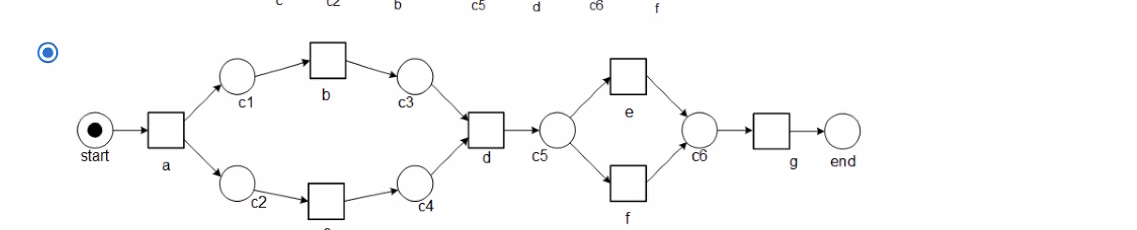 c2 b c5 d c6 f
b e
c1 c3
start a d c5 c6 g end
c2 c4
f